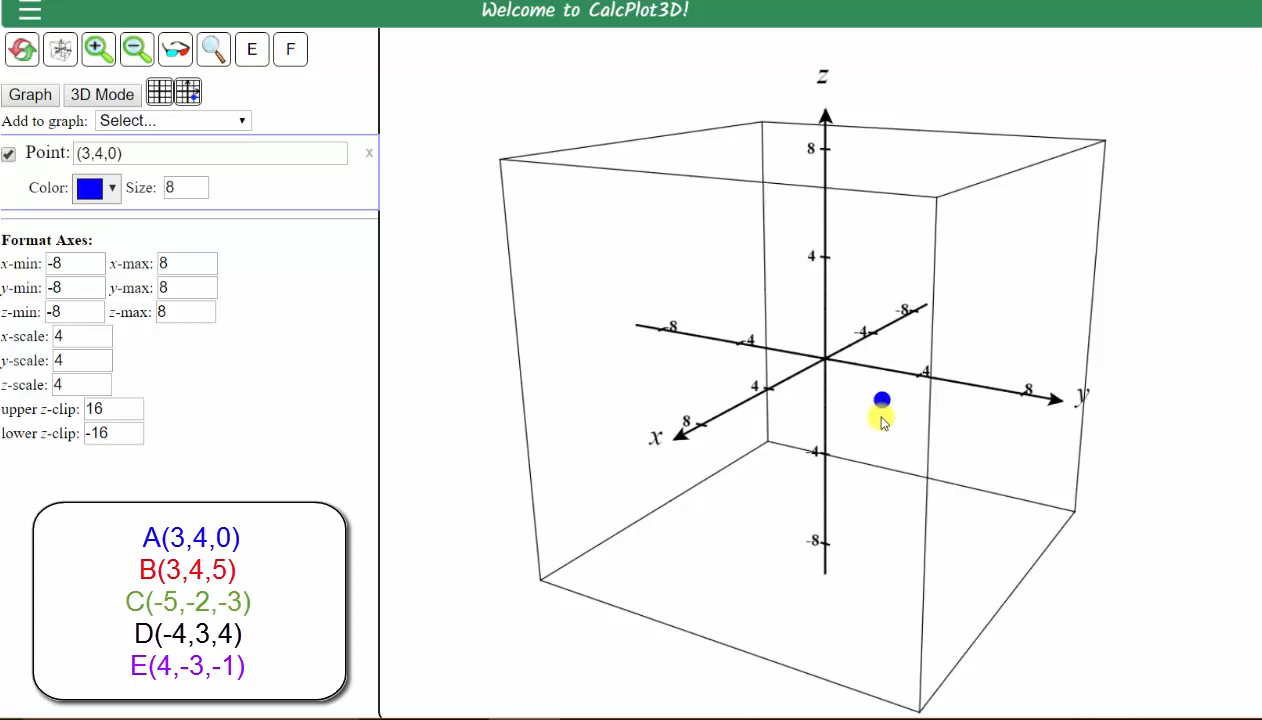 Welcome to CalcPlot3D!
E F
Graph 3D Mode
Add to graph: Select...
Point: (3,4,0) x
Color: Size: 8
Format Axes:
x-min: -8 x-max: 8
y-min: -8 y-max: 8
z-min: -8 z-max: 8
x-scale: 4
y-scale: 4
z-scale: 4
upper z-clip: 16
lower z-clip: -16
A(3,4,0)
B(3,4,5)
C(-5,-2,-3)
D(-4,3,4)
E(4,-3,-1)
z
8
4
-8
-8 -4
-4
4 4
8 8 y
x
-4
-8